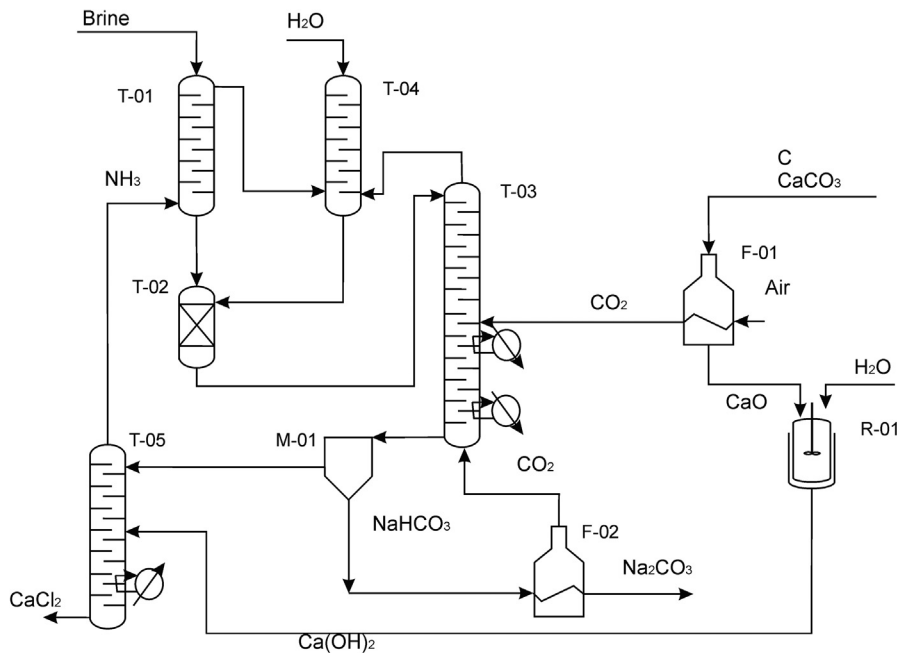 Brine
H₂O
T-01
T-04
C
CaCO₃
NH₃
T-03
F-01
T-02
Air
CO₂
H₂O
CaO
R-01
T-05
M-01
CO₂
NaHCO₃
F-02
Na₂CO₃
CaCl₂
Ca(OH)₂